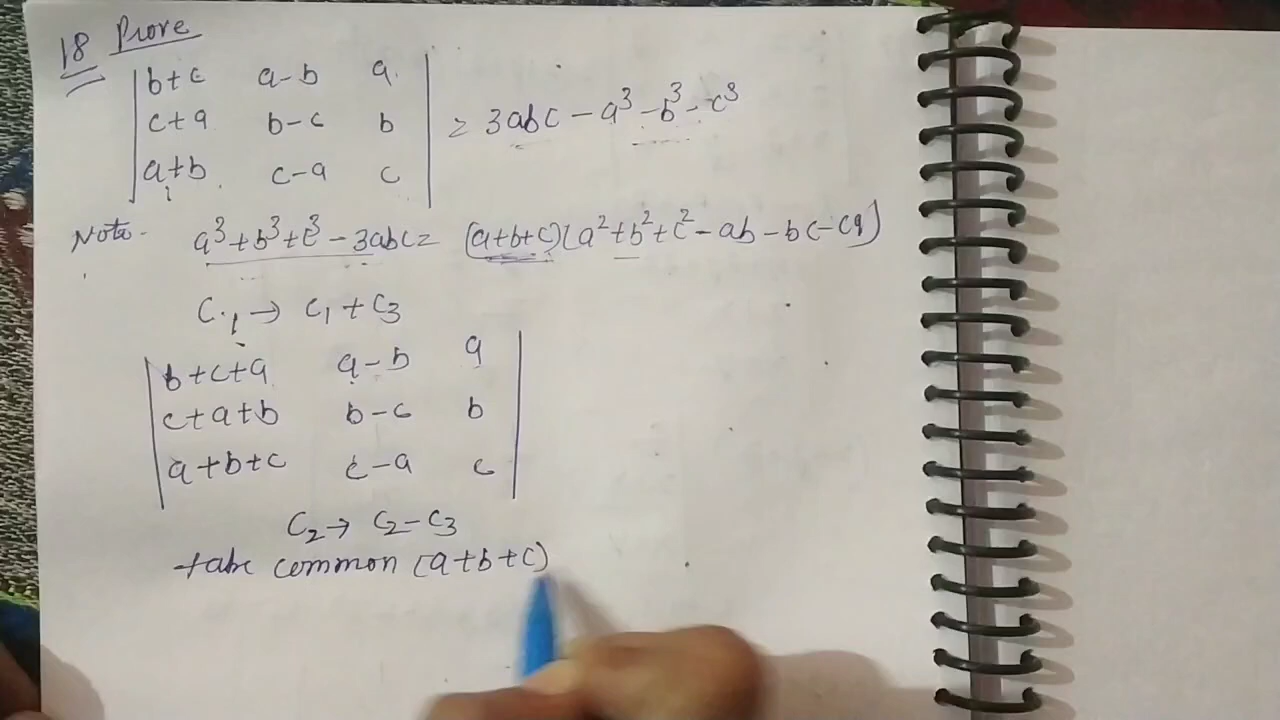 18 Prove
b+c a-b a
c+a b-c b = 3abc - a³ - b³ - c³
a+b c-a c
Note- a³+b³+c³-3abc = (a+b+c)(a²+b²+c²-ab-bc-ca)
C₁ → C₁ + C₃
b+c+a a-b a
c+a+b b-c b
a+b+c c-a c
C₂ → C₂ - C₃
take common (a+b+c)